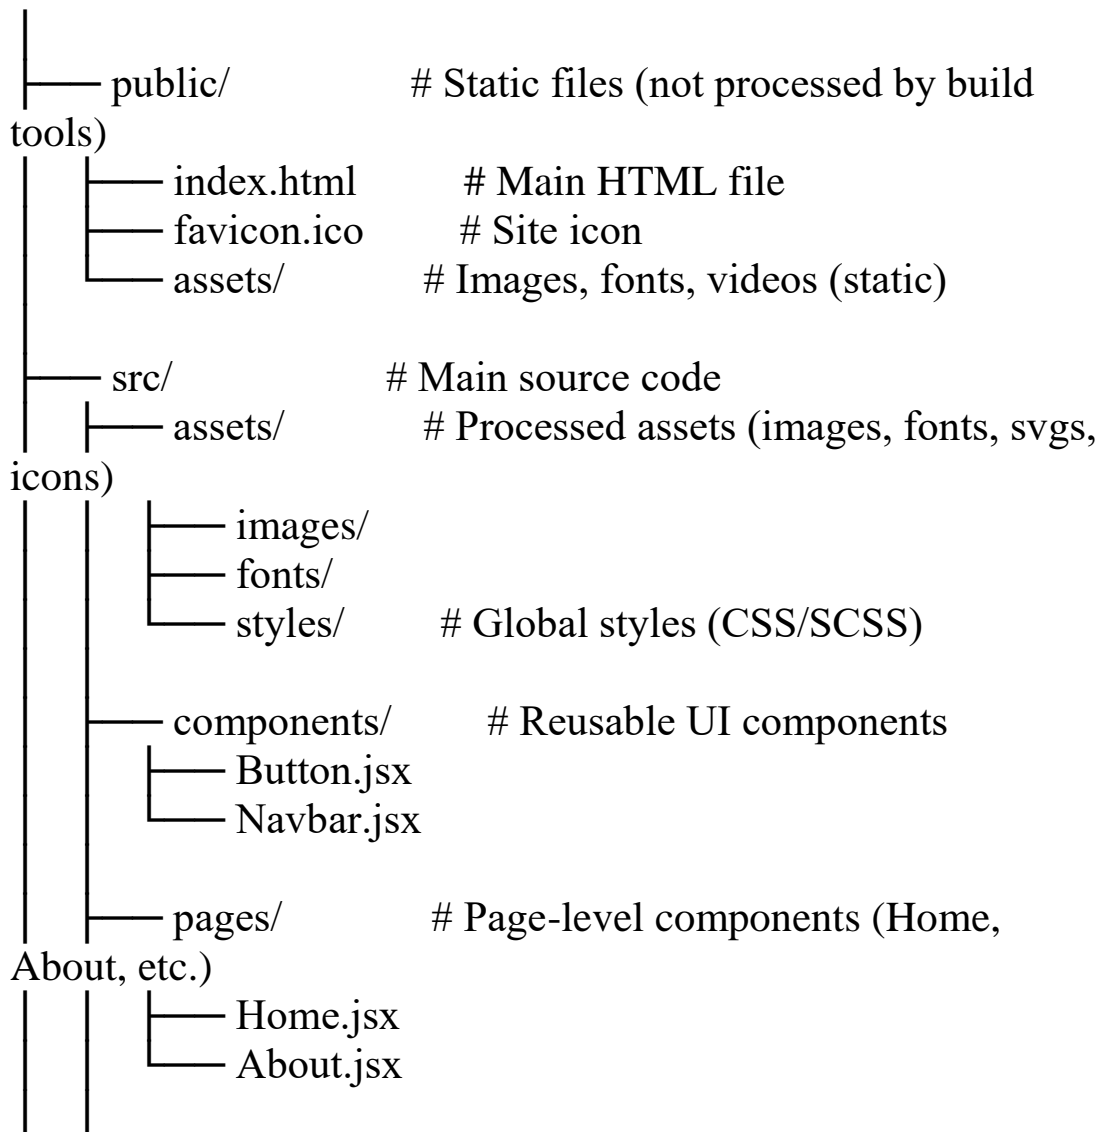 │
├── public/ # Static files (not processed by build
tools)
│ ├── index.html # Main HTML file
│ ├── favicon.ico # Site icon
│ └── assets/ # Images, fonts, videos (static)
│
├── src/ # Main source code
│ ├── assets/ # Processed assets (images, fonts, svgs,
icons)
│ │ ├── images/
│ │ ├── fonts/
│ │ └── styles/ # Global styles (CSS/SCSS)
│ │
│ ├── components/ # Reusable UI components
│ │ ├── Button.jsx
│ │ └── Navbar.jsx
│ │
│ ├── pages/ # Page-level components (Home,
About, etc.)
│ │ ├── Home.jsx
│ │ └── About.jsx
│ │